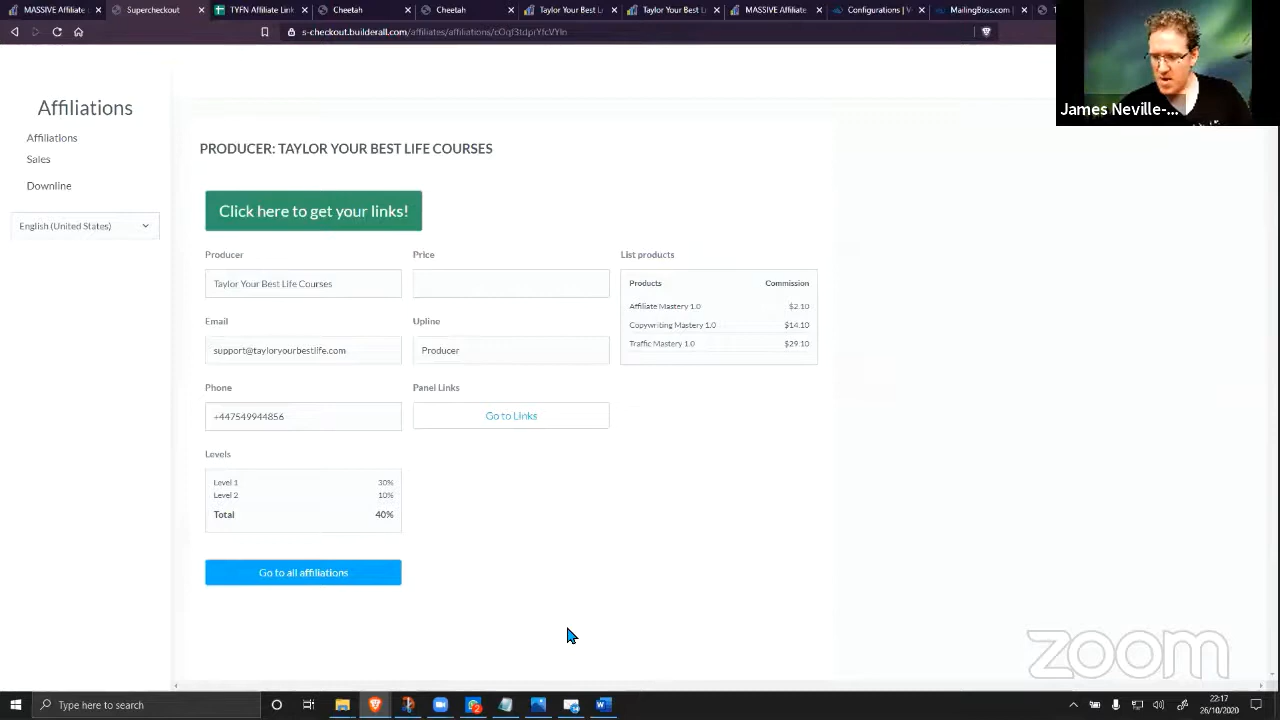 MASSIVE Affiliate
Supercheckout
TYFN Affiliate Links
Cheetah
Cheetah
Taylor Your Best L
Taylor Your Best L
MASSIVE Affiliate
Configurations | V
MailingBoss.com
s-checkout.builderall.com/affiliates/affiliations/
James Neville-...
Affiliations
Affiliations
Sales
Downline
English (United States)
PRODUCER: TAYLOR YOUR BEST LIFE COURSES
Click here to get your links!
Producer
Price
List products
Taylor Your Best Life Courses
Products Commission
Affiliate Mastery 1.0 $2.10
Copywriting Mastery 1.0 $14.10
Traffic Mastery 1.0 $29.10
Email
Upline
support@tayloryourbestlife.com
Producer
Phone
Panel Links
+447549944856
Go to Links
Levels
Level 1 30%
Level 2 10%
Total 40%
Go to all affiliations
zoom
Type here to search
22:17
26/10/2020